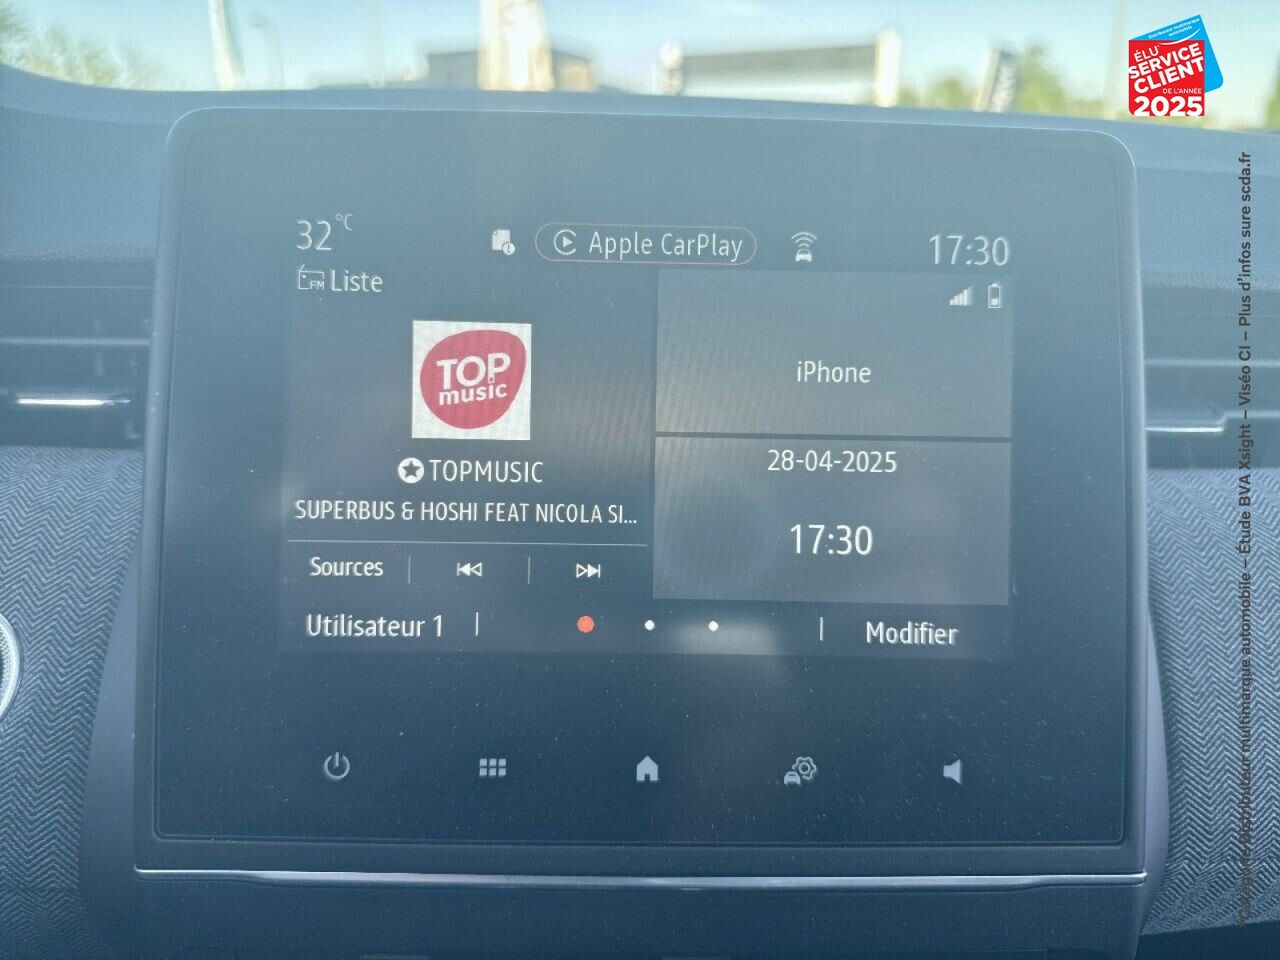 ÉLU
SERVICE
CLIENT
DE L'ANNÉE
2025
32°C
Apple CarPlay
17:30
FM Liste
TOP
music
iPhone
TOPMUSIC
28-04-2025
SUPERBUS & HOSHI FEAT NICOLA SI...
17:30
Sources
Utilisateur 1
Modifier
automobile – Étude BVA Xsight – Viséo CI – Plus d'infos sure scda.fr